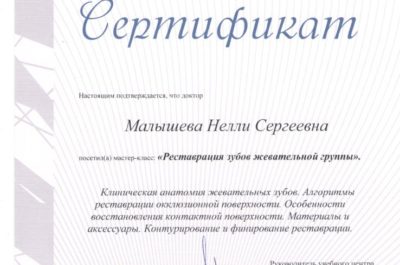 Сертификат
Настоящим подтверждается, что доктор
Малышева Нелли Сергеевна
посетил(а) мастер-класс: «Реставрация зубов жевательной группы».
Клиническая анатомия жевательных зубов. Алгоритмы
реставрации окклюзионной поверхности. Особенности
восстановления контактной поверхности. Материалы и
аксессуары. Контурирование и финирование реставрации.
Руководитель учебного центра